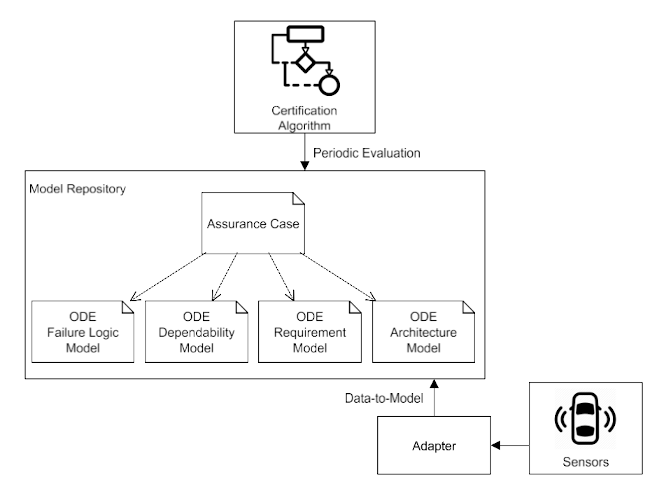 Certification
Algorithm
Periodic Evaluation
Model Repository
Assurance Case
ODE
Failure Logic
Model
ODE
Dependability
Model
ODE
Requirement
Model
ODE
Architecture
Model
Data-to-Model
Adapter
Sensors